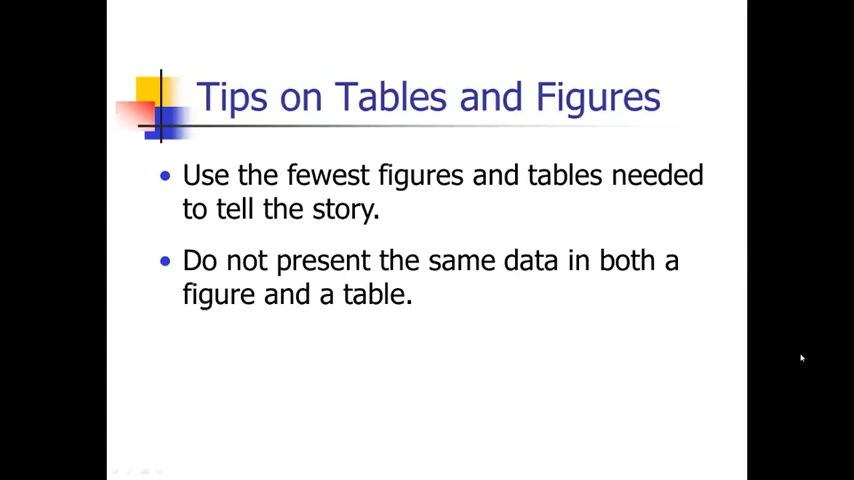 Tips on Tables and Figures
• Use the fewest figures and tables needed
to tell the story.
• Do not present the same data in both a
figure and a table.